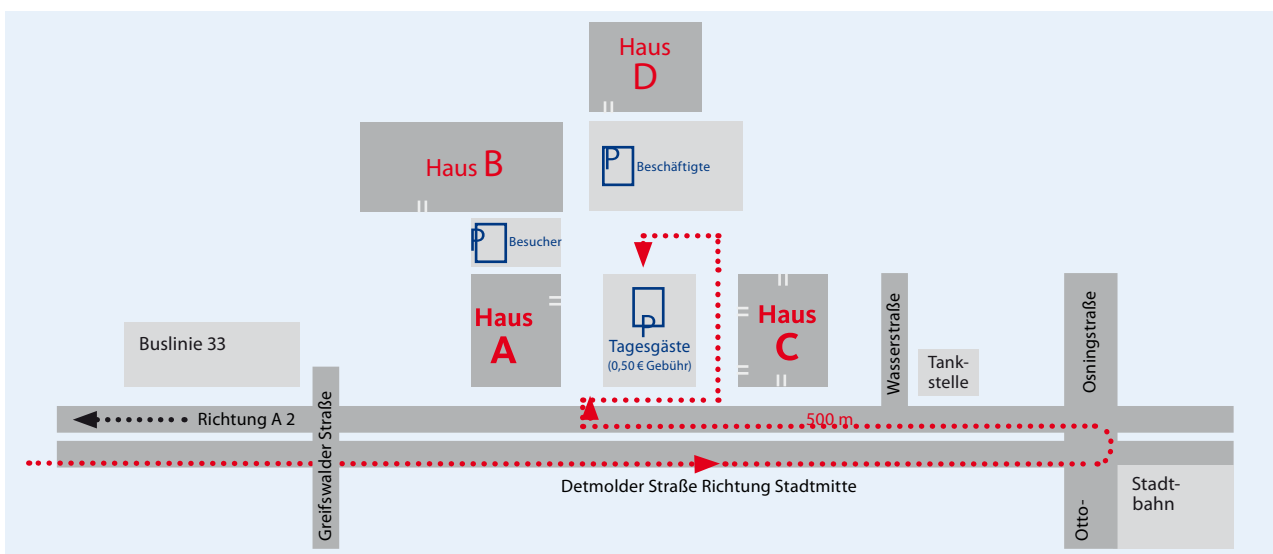 Haus
D
Haus B
P Beschäftigte
P Besucher
Haus
A
P
Tagesgäste
(0,50 € Gebühr)
Haus
C
Wasserstraße
Tank-
stelle
Osningstraße
Buslinie 33
Greifswalder Straße
Richtung A 2
500 m
Detmolder Straße Richtung Stadtmitte
Otto-
Stadt-
bahn